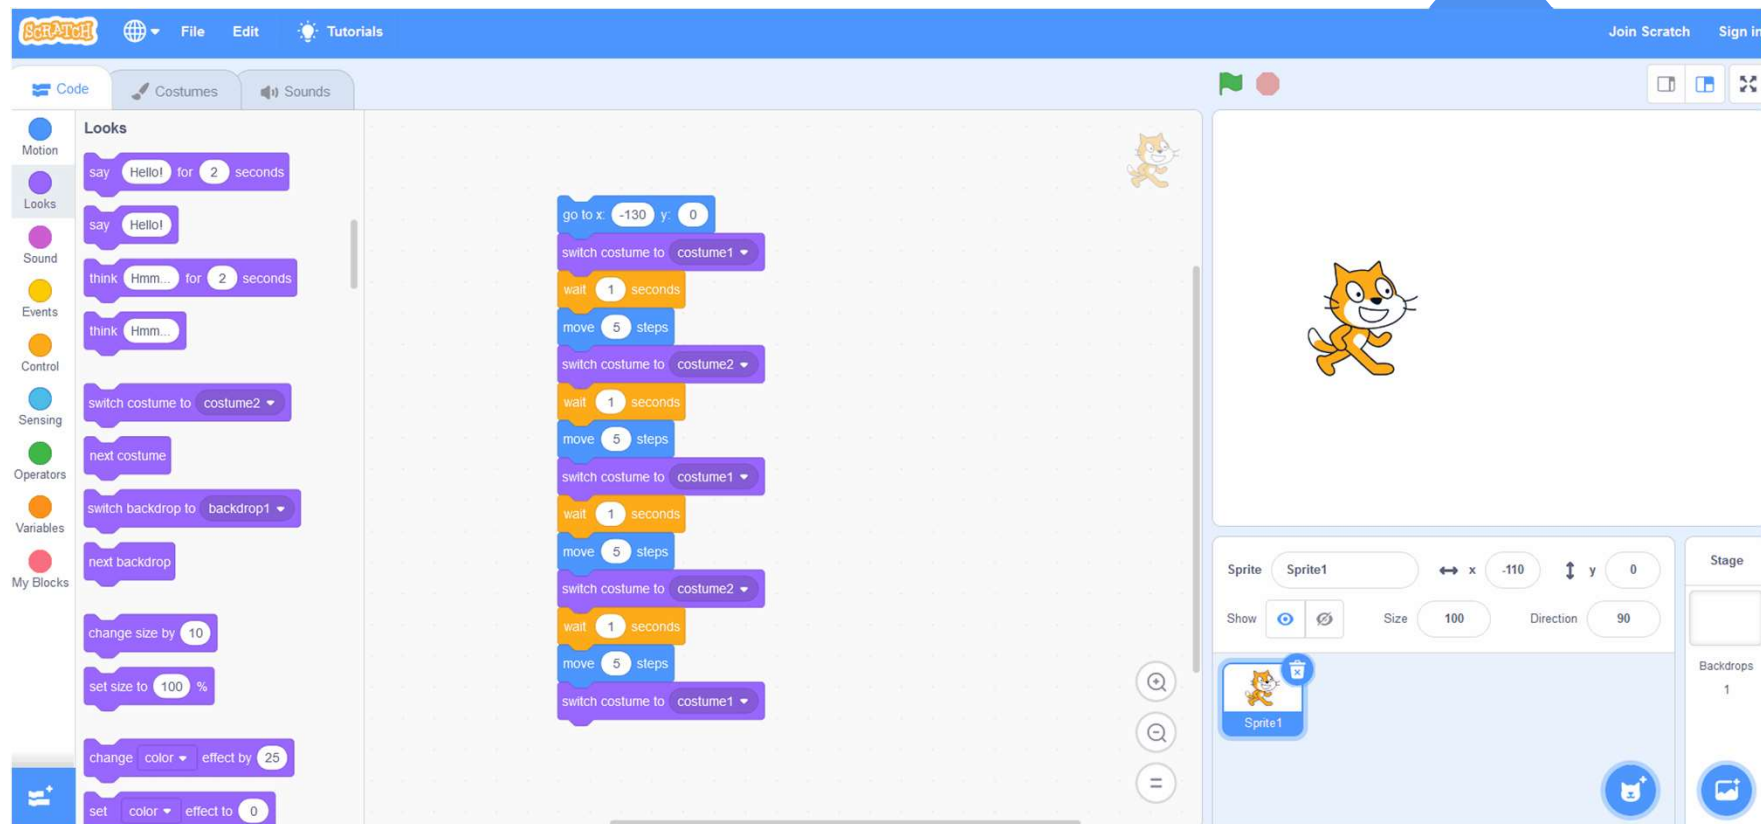 SCRATCH
File
Edit
Tutorials
Join Scratch
Sign in
Code
Costumes
Sounds
Motion
Looks
Sound
Events
Control
Sensing
Operators
Variables
My Blocks
Looks
say Hello! for 2 seconds
say Hello!
think Hmm... for 2 seconds
think Hmm...
switch costume to costume2
next costume
switch backdrop to backdrop1
next backdrop
change size by 10
set size to 100 %
change color effect by 25
set color effect to 0
go to x: -130 y: 0
switch costume to costume1
wait 1 seconds
move 5 steps
switch costume to costume2
wait 1 seconds
move 5 steps
switch costume to costume1
wait 1 seconds
move 5 steps
switch costume to costume2
wait 1 seconds
move 5 steps
switch costume to costume1
Sprite Sprite1 x -110 y 0
Show Size 100 Direction 90
Sprite1
Stage
Backdrops
1